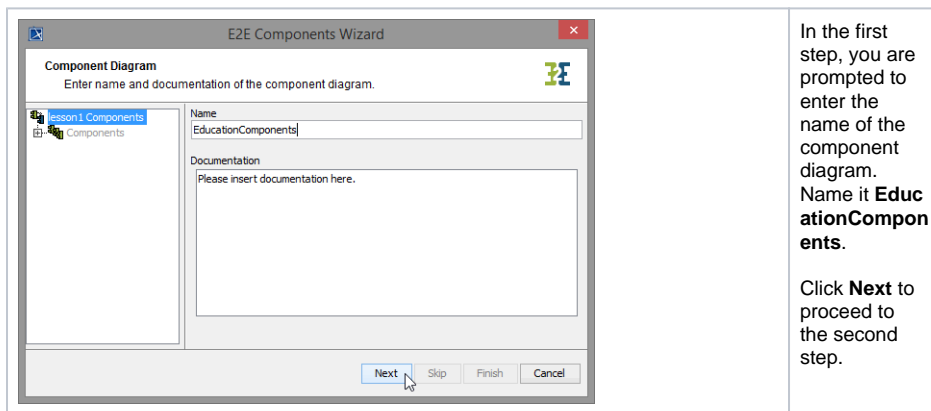 E2E Components Wizard
Component Diagram
Enter name and documentation of the component diagram.
E2E
lesson1 Components
Components
Name
EducationComponents
Documentation
Please insert documentation here.
Next
Skip
Finish
Cancel
In the first
step, you are
prompted to
enter the
name of the
component
diagram.
Name it Educ
ationCompon
ents.
Click Next to
proceed to
the second
step.